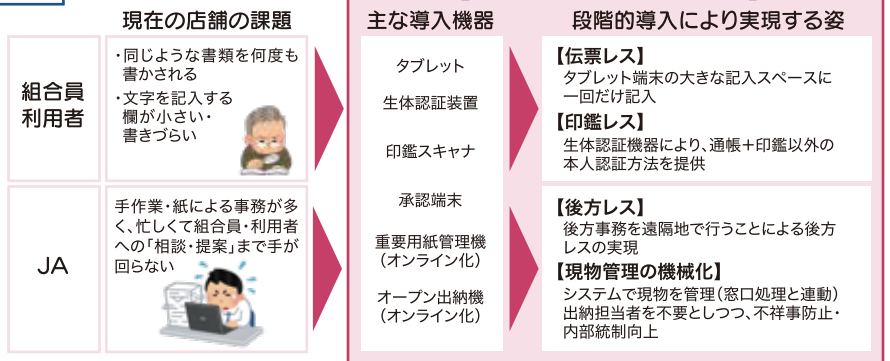 現在の店舗の課題
主な導入機器
段階的導入により実現する姿
組合員
利用者
・同じような書類を何度も
書かされる
・文字を記入する
欄が小さい・
書きづらい
JA
手作業・紙による事務が多
く、忙しくて組合員・利用者
への「相談・提案」まで手が
回らない
タブレット
生体認証装置
印鑑スキャナ
承認端末
重要用紙管理機
(オンライン化)
オープン出納機
(オンライン化)
【伝票レス】
タブレット端末の大きな記入スペースに
一回だけ記入
【印鑑レス】
生体認証機器により、通帳+印鑑以外の
本人認証方法を提供
【後方レス】
後方事務を遠隔地で行うことによる後方
レスの実現
【現物管理の機械化】
システムで現物を管理(窓口処理と連動)
出納担当者を不要としつつ、不祥事防止・
内部統制向上